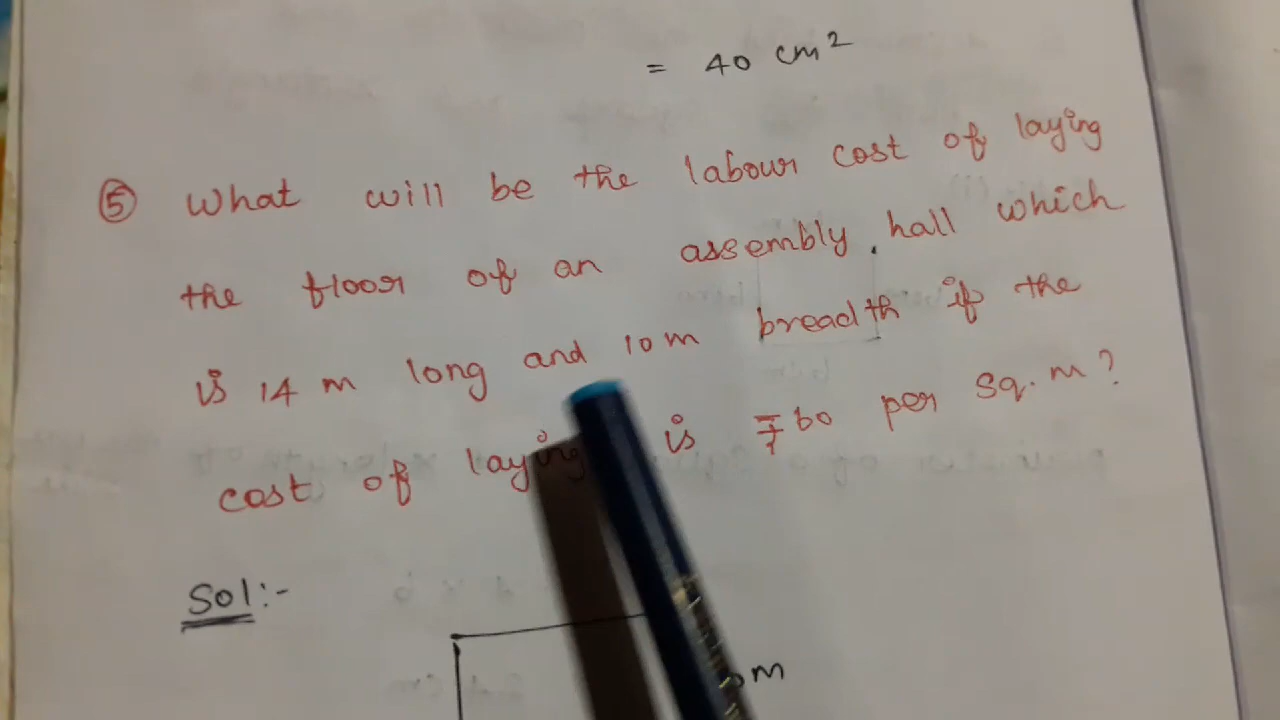 = 40 cm²
⑤ What will be the labour cost of laying
the floor of an assembly hall which
is 14 m long and 10m breadth if the
cost of laying is ₹60 per sq. m?
Sol:-
m